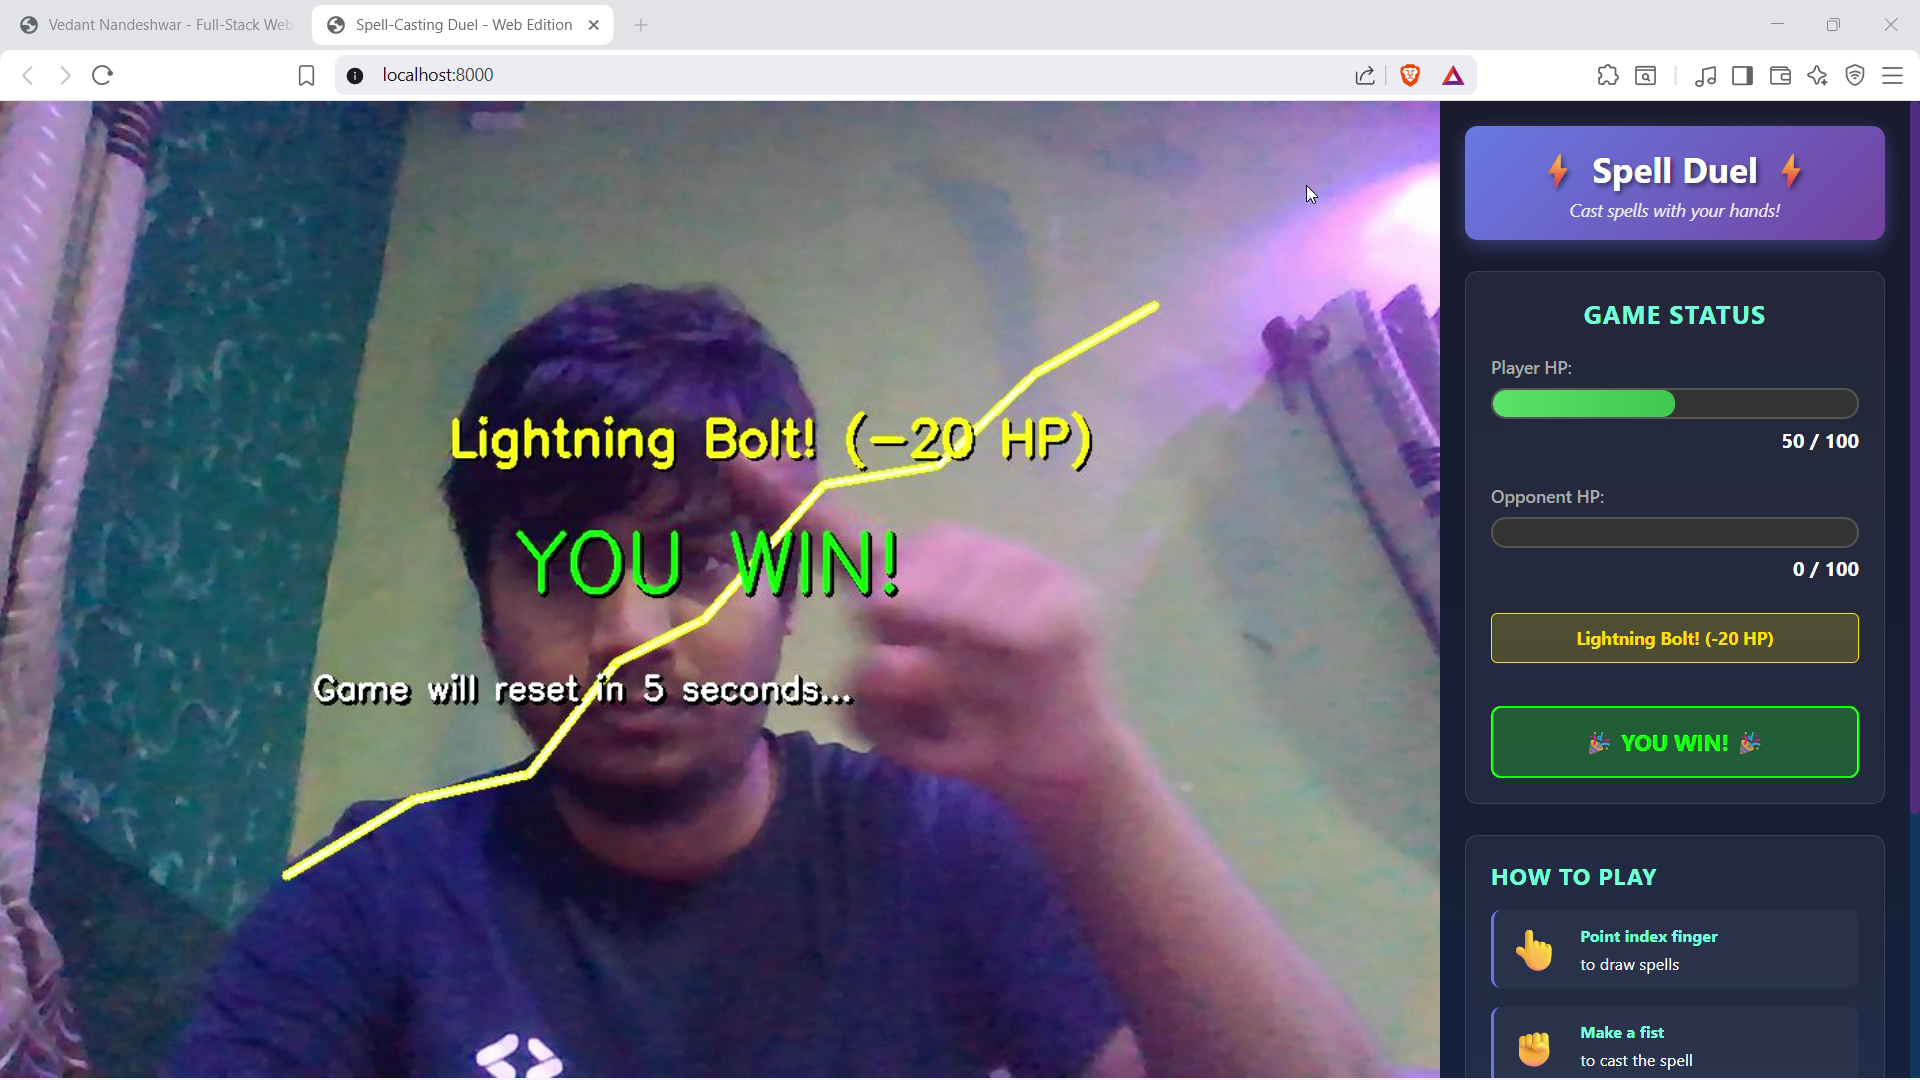 Vedant Nandeshwar - Full-Stack Web
Spell-Casting Duel - Web Edition
localhost:8000
Lightning Bolt! (-20 HP)
YOU WIN!
Game will reset in 5 seconds...
Spell Duel
Cast spells with your hands!
GAME STATUS
Player HP:
50 / 100
Opponent HP:
0 / 100
Lightning Bolt! (-20 HP)
YOU WIN!
HOW TO PLAY
Point index finger
to draw spells
Make a fist
to cast the spell